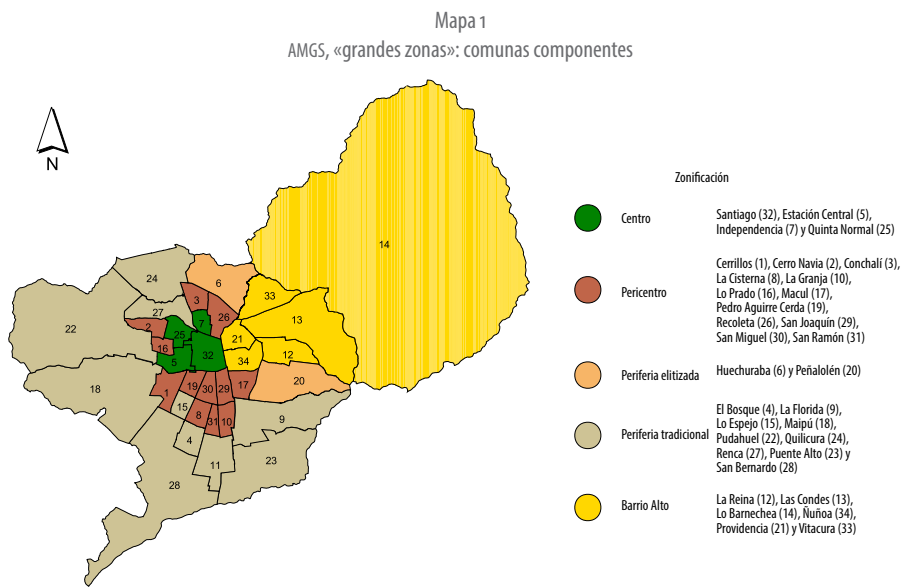 Mapa 1
AMGS, «grandes zonas»: comunas componentes
N
14
24
6
33
3
27
7
26
13
2
22
25
21
16
32
12
5
34
18
1
19
30
29
17
20
15
8
31
10
9
4
11
23
28
Zonificación
Centro
Santiago (32), Estación Central (5),
Independencia (7) y Quinta Normal (25)
Pericentro
Cerrillos (1), Cerro Navia (2), Conchalí (3),
La Cisterna (8), La Granja (10),
Lo Prado (16), Macul (17),
Pedro Aguirre Cerda (19),
Recoleta (26), San Joaquín (29),
San Miguel (30), San Ramón (31)
Periferia elitizada
Huechuraba (6) y Peñalolén (20)
Periferia tradicional
El Bosque (4), La Florida (9),
Lo Espejo (15), Maipú (18),
Pudahuel (22), Quilicura (24),
Renca (27), Puente Alto (23) y
San Bernardo (28)
Barrio Alto
La Reina (12), Las Condes (13),
Lo Barnechea (14), Ñuñoa (34),
Providencia (21) y Vitacura (33)